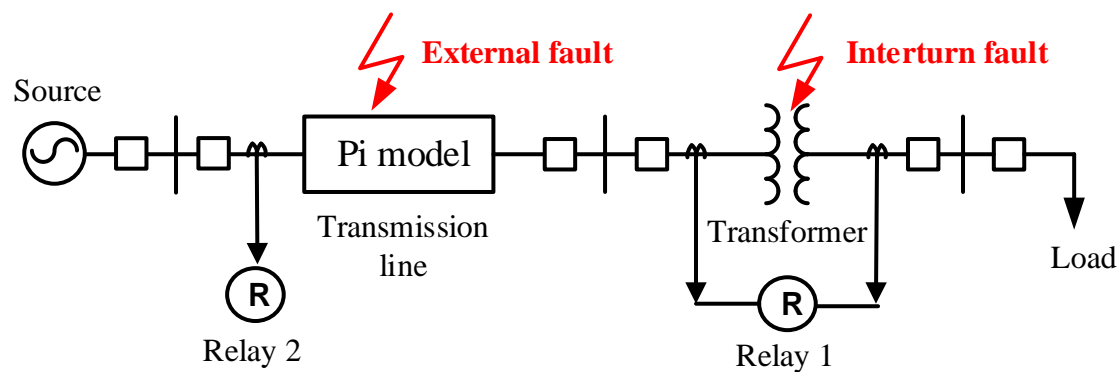 External fault
Interturn fault
Source
Pi model
Transmission
line
Transformer
Load
R
Relay 2
R
Relay 1